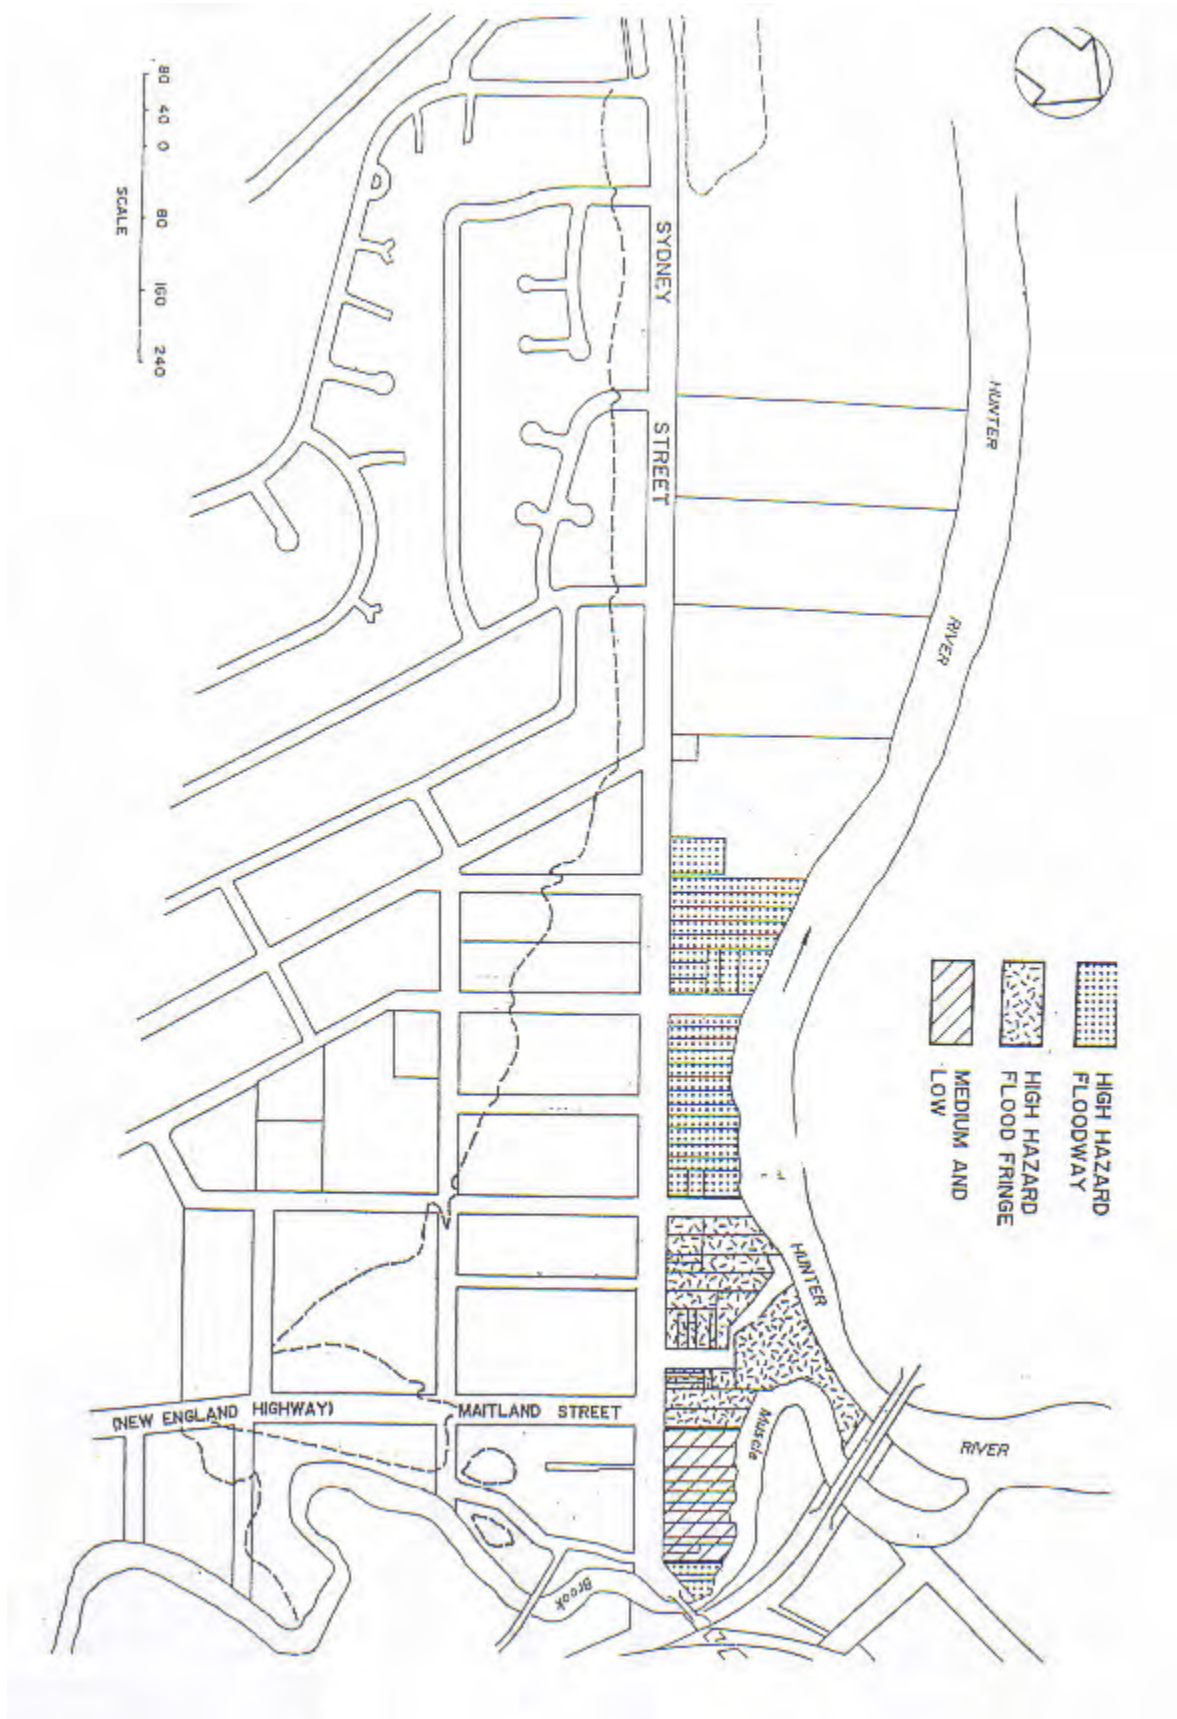 80 40 0 80 160 240
SCALE
SYDNEY
STREET
HUNTER
RIVER
HIGH HAZARD
FLOODWAY
HIGH HAZARD
FLOOD FRINGE
MEDIUM AND
LOW
HUNTER
RIVER
(NEW ENGLAND HIGHWAY)
MAITLAND STREET
Muscle
Brook